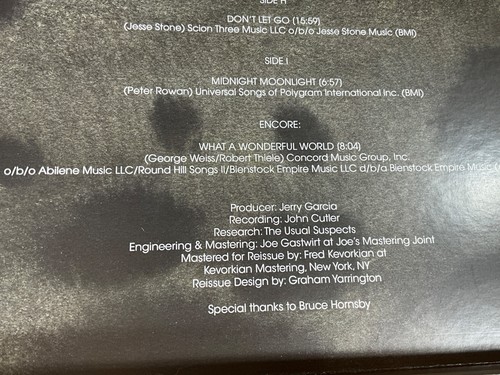 SIDE H
DON'T LET GO (15:59)
(Jesse Stone) Scion Three Music LLC o/b/o Jesse Stone Music (BMI)
SIDE I
MIDNIGHT MOONLIGHT (6:57)
(Peter Rowan) Universal Songs of Polygram International Inc. (BMI)
ENCORE:
WHAT A WONDERFUL WORLD (8:04)
(George Weiss/Robert Thiele) Concord Music Group, Inc.
o/b/o Abilene Music LLC/Round Hill Songs II/Bienstock Empire Music LLC d/b/a Bienstock Empire Music (
Producer: Jerry Garcia
Recording: John Cutler
Research: The Usual Suspects
Engineering & Mastering: Joe Gastwirt at Joe's Mastering Joint
Mastered for Reissue by: Fred Kevorkian at
Kevorkian Mastering, New York, NY
Reissue Design by: Graham Yarrington
Special thanks to Bruce Hornsby